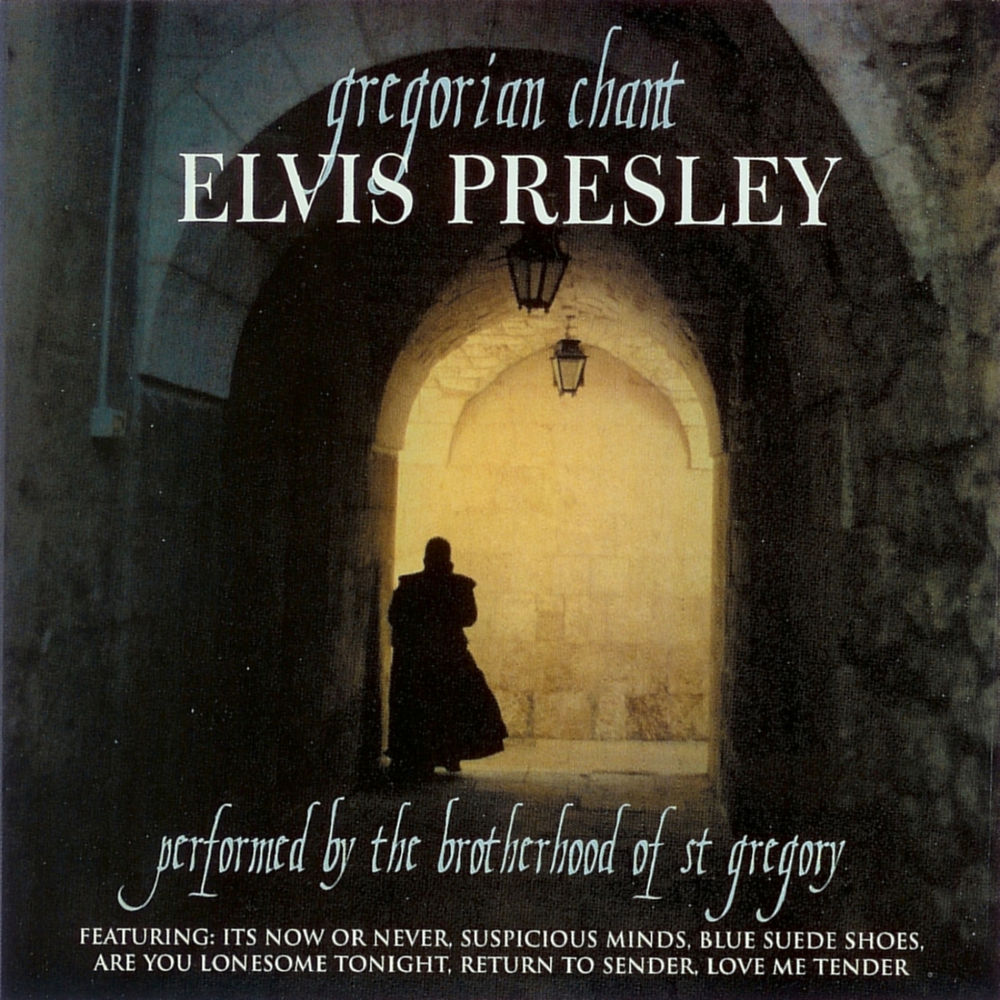 gregorian chant
ELVIS PRESLEY
performed by the brotherhood of st gregory
FEATURING: ITS NOW OR NEVER, SUSPICIOUS MINDS, BLUE SUEDE SHOES,
ARE YOU LONESOME TONIGHT, RETURN TO SENDER, LOVE ME TENDER